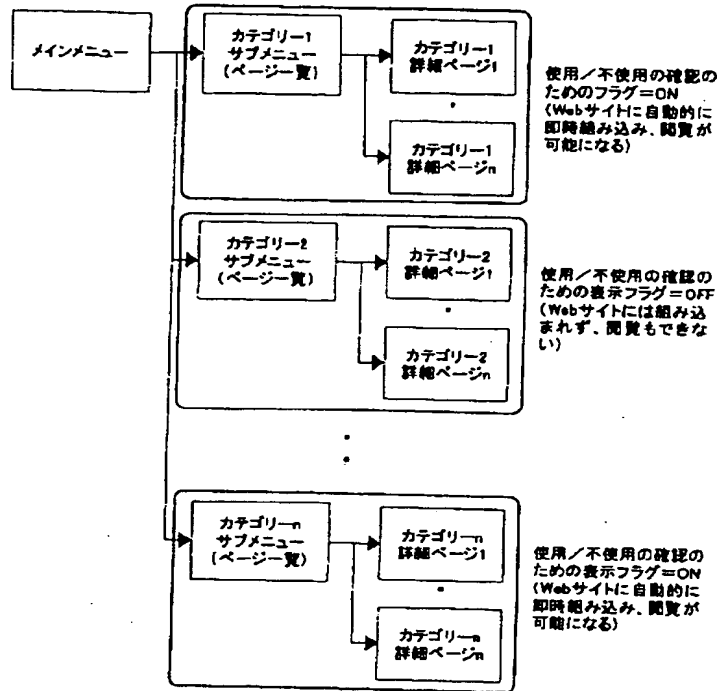 メインメニュー
カテゴリー1
サブメニュー
(ページ一覧)
カテゴリー1
詳細ページ1
カテゴリー1
詳細ページn
使用/不使用の確認の
ためのフラグ=ON
(Webサイトに自動的に
即時組み込み、閲覧が
可能になる)
カテゴリー2
サブメニュー
(ページ一覧)
カテゴリー2
詳細ページ1
カテゴリー2
詳細ページn
使用/不使用の確認の
ための表示フラグ=OFF
(Webサイトには組み込
まれず、閲覧もできな
い)
カテゴリーn
サブメニュー
(ページ一覧)
カテゴリーn
詳細ページ1
カテゴリーn
詳細ページn
使用/不使用の確認の
ための表示フラグ=ON
(Webサイトに自動的に
即時組み込み、閲覧が
可能になる)